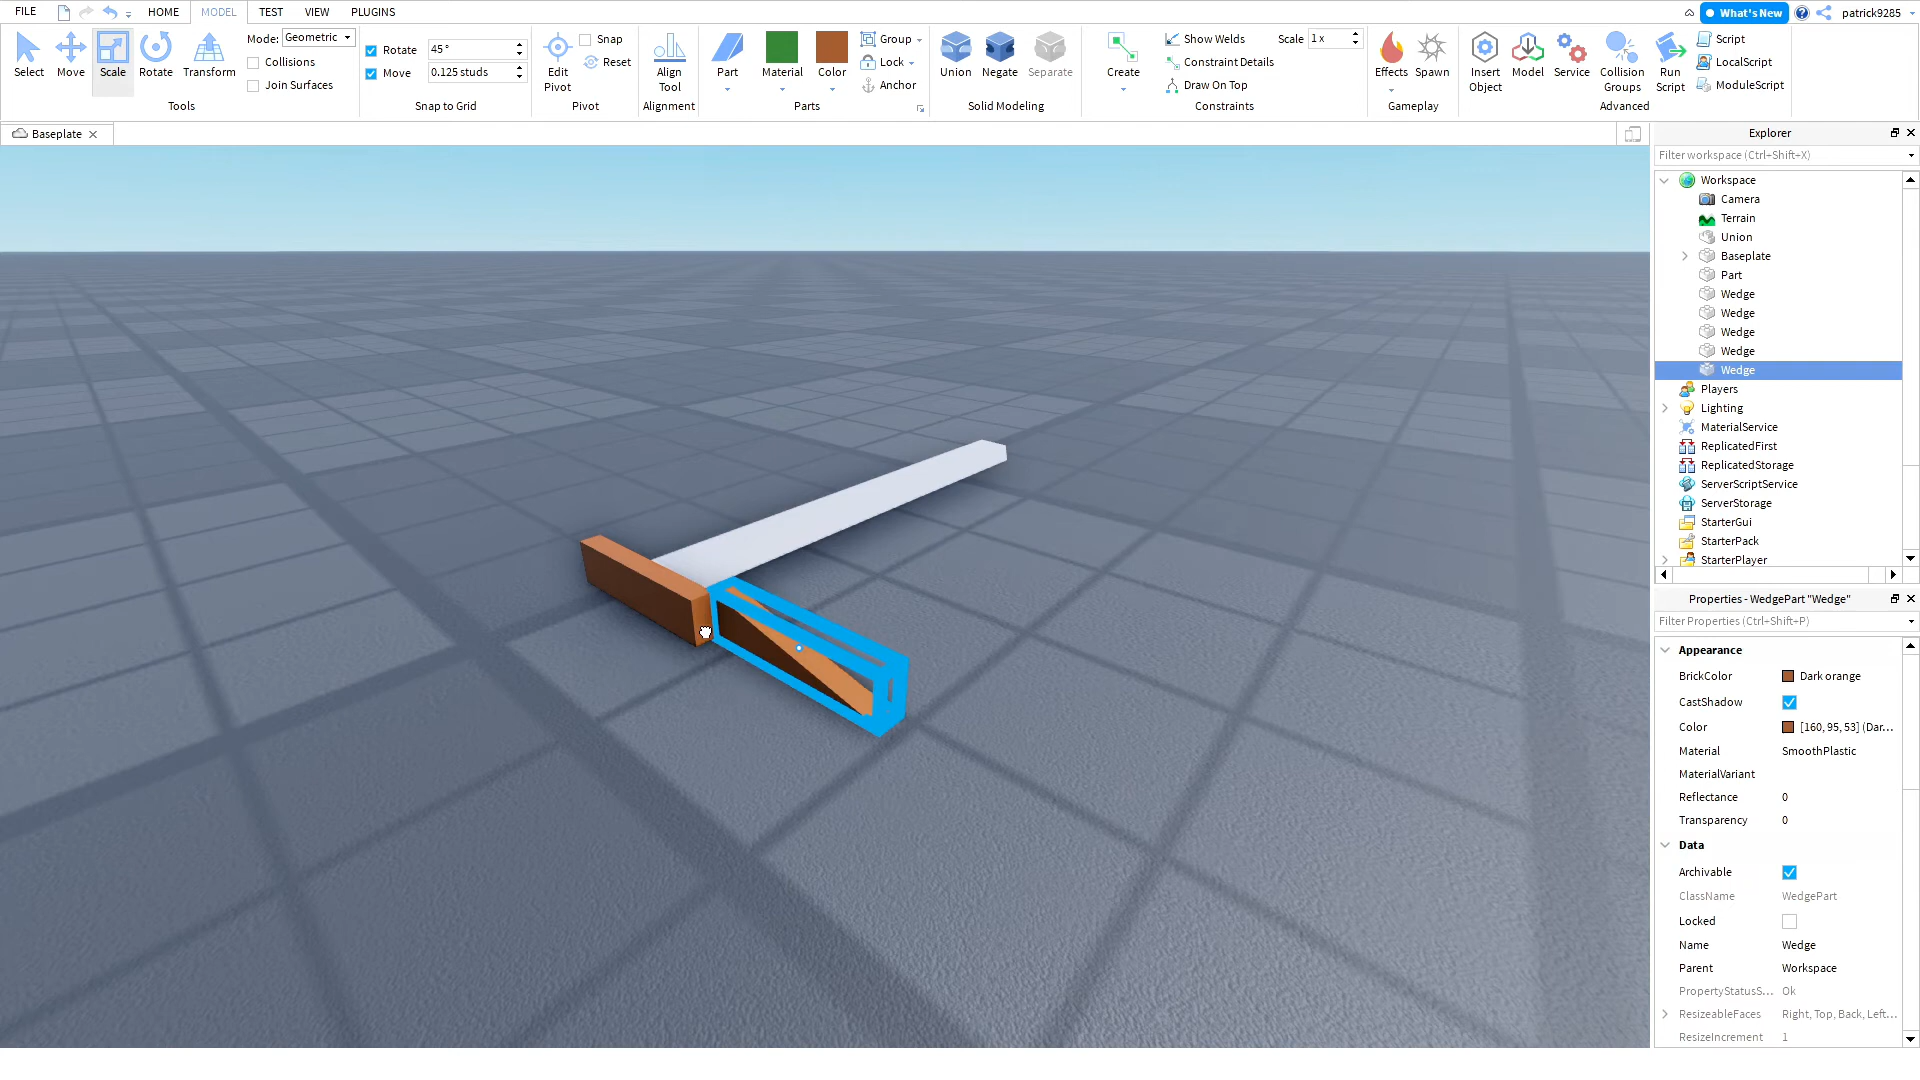 FILE HOME MODEL TEST VIEW PLUGINS What's New patrick9285
Select Move Scale Rotate Transform
Mode: Geometric
Collisions
Join Surfaces
Tools
Rotate 45°
Move 0.125 studs
Snap to Grid
Edit Pivot
Snap
Reset
Pivot
Align Tool
Alignment
Part Material Color
Group
Lock
Anchor
Parts
Union Negate Separate
Solid Modeling
Create
Show Welds
Constraint Details
Draw On Top
Scale 1 x
Constraints
Effects Spawn
Gameplay
Insert Object
Model
Service
Collision Groups
Run Script
Script
LocalScript
ModuleScript
Advanced
Baseplate
Explorer
Filter workspace (Ctrl+Shift+X)
Workspace
Camera
Terrain
Union
Baseplate
Part
Wedge
Wedge
Wedge
Wedge
Wedge
Players
Lighting
MaterialService
ReplicatedFirst
ReplicatedStorage
ServerScriptService
ServerStorage
StarterGui
StarterPack
StarterPlayer
Properties - WedgePart "Wedge"
Filter Properties (Ctrl+Shift+P)
Appearance
BrickColor Dark orange
CastShadow
Color [160, 95, 53] (Dar...
Material SmoothPlastic
MaterialVariant
Reflectance 0
Transparency 0
Data
Archivable
ClassName WedgePart
Locked
Name Wedge
Parent Workspace
PropertyStatusS... Ok
ResizeableFaces Right, Top, Back, Left...
ResizeIncrement 1